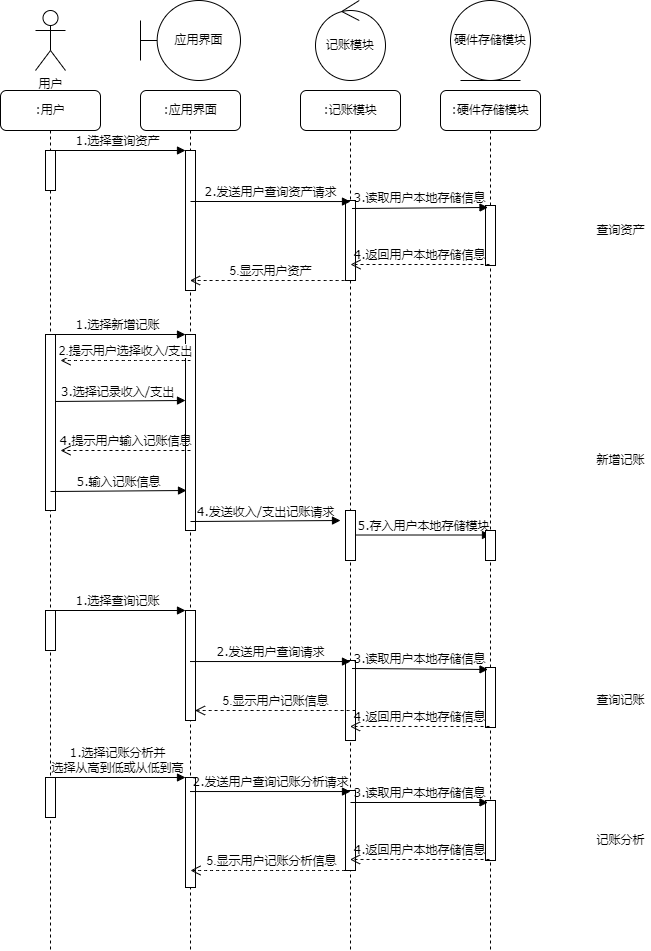 用户
应用界面
记账模块
硬件存储模块
:用户
:应用界面
:记账模块
:硬件存储模块
1.选择查询资产
2.发送用户查询资产请求
3.读取用户本地存储信息
查询资产
4.返回用户本地存储信息
5.显示用户资产
1.选择新增记账
2.提示用户选择收入/支出
3.选择记录收入/支出
4.提示用户输入记账信息
新增记账
5.输入记账信息
4.发送收入/支出记账请求
5.存入用户本地存储模块
1.选择查询记账
2.发送用户查询请求
3.读取用户本地存储信息
查询记账
5.显示用户记账信息
4.返回用户本地存储信息
1.选择记账分析并
选择从高到低或从低到高
2.发送用户查询记账分析请求
3.读取用户本地存储信息
记账分析
4.返回用户本地存储信息
5.显示用户记账分析信息